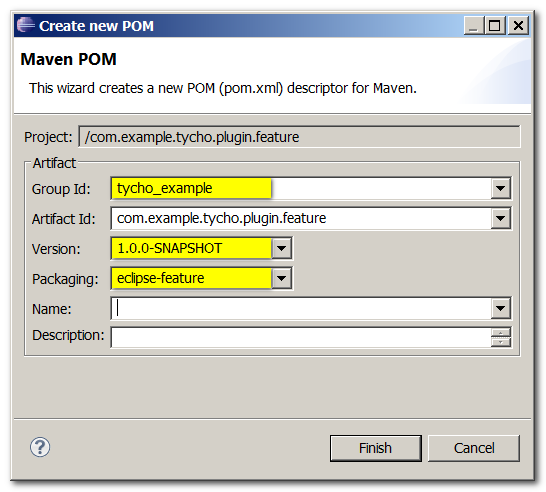 Create new POM
Maven POM
This wizard creates a new POM (pom.xml) descriptor for Maven.
Project: /com.example.tycho.plugin.feature
Artifact
Group Id: tycho_example
Artifact Id: com.example.tycho.plugin.feature
Version: 1.0.0-SNAPSHOT
Packaging: eclipse-feature
Name:
Description:
? Finish Cancel